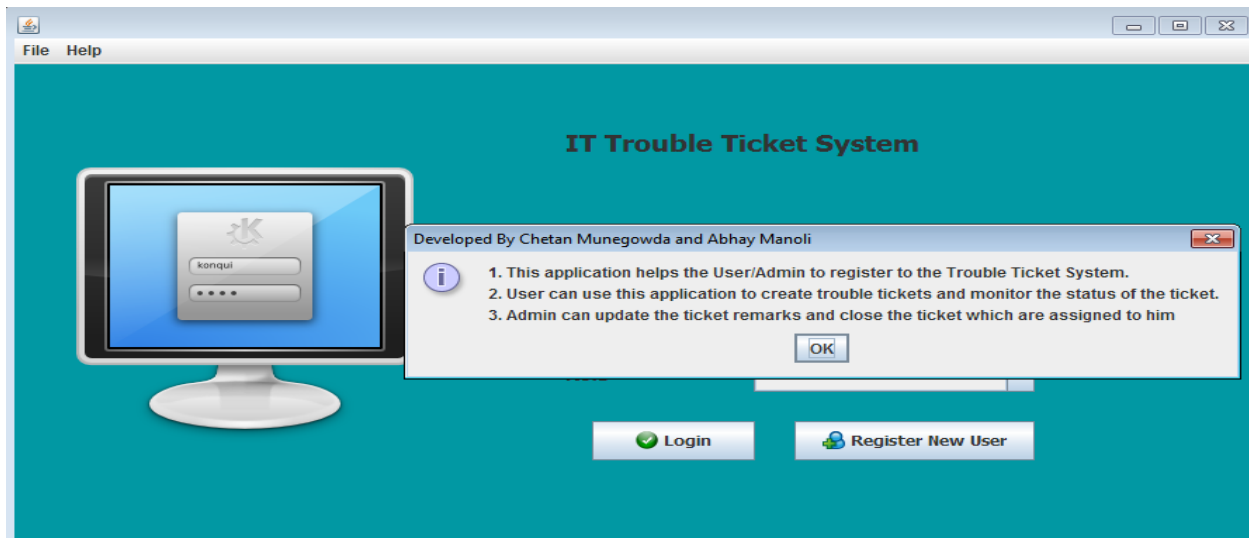 File Help
IT Trouble Ticket System
konqui
Developed By Chetan Munegowda and Abhay Manoli
1. This application helps the User/Admin to register to the Trouble Ticket System.
2. User can use this application to create trouble tickets and monitor the status of the ticket.
3. Admin can update the ticket remarks and close the ticket which are assigned to him
OK
Login
Register New User